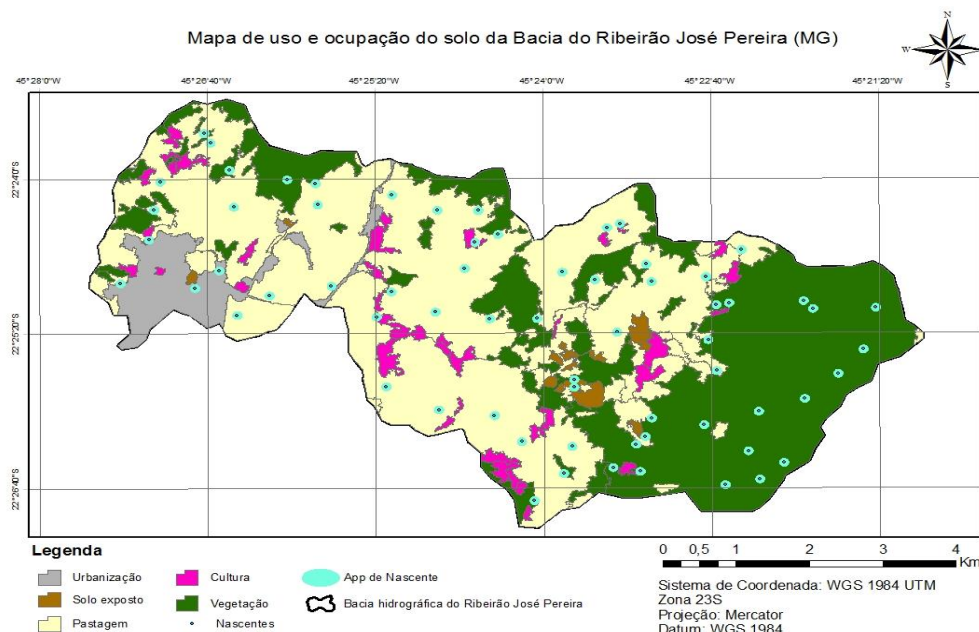 Mapa de uso e ocupação do solo da Bacia do Ribeirão José Pereira (MG)
N
W E
S
45°28'0"W 45°26'40"W 45°25'20"W 45°24'0"W 45°22'40"W 45°21'20"W
22°24'0"S
22°25'20"S
22°26'40"S
Legenda
Urbanização Cultura App de Nascente
Solo exposto Vegetação Bacia hidrográfica do Ribeirão José Pereira
Pastagem Nascentes
0 0,5 1 2 3 4
Km
Sistema de Coordenada: WGS 1984 UTM
Zona 23S
Projeção: Mercator
Datum: WGS 1984